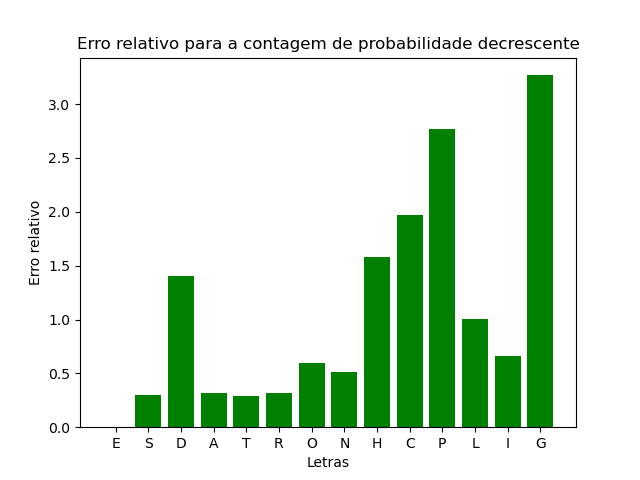 Erro relativo para a contagem de probabilidade decrescente
3.0
2.5
2.0
1.5
1.0
0.5
0.0
Erro relativo
E S D A T R O N H C P L I G
Letras